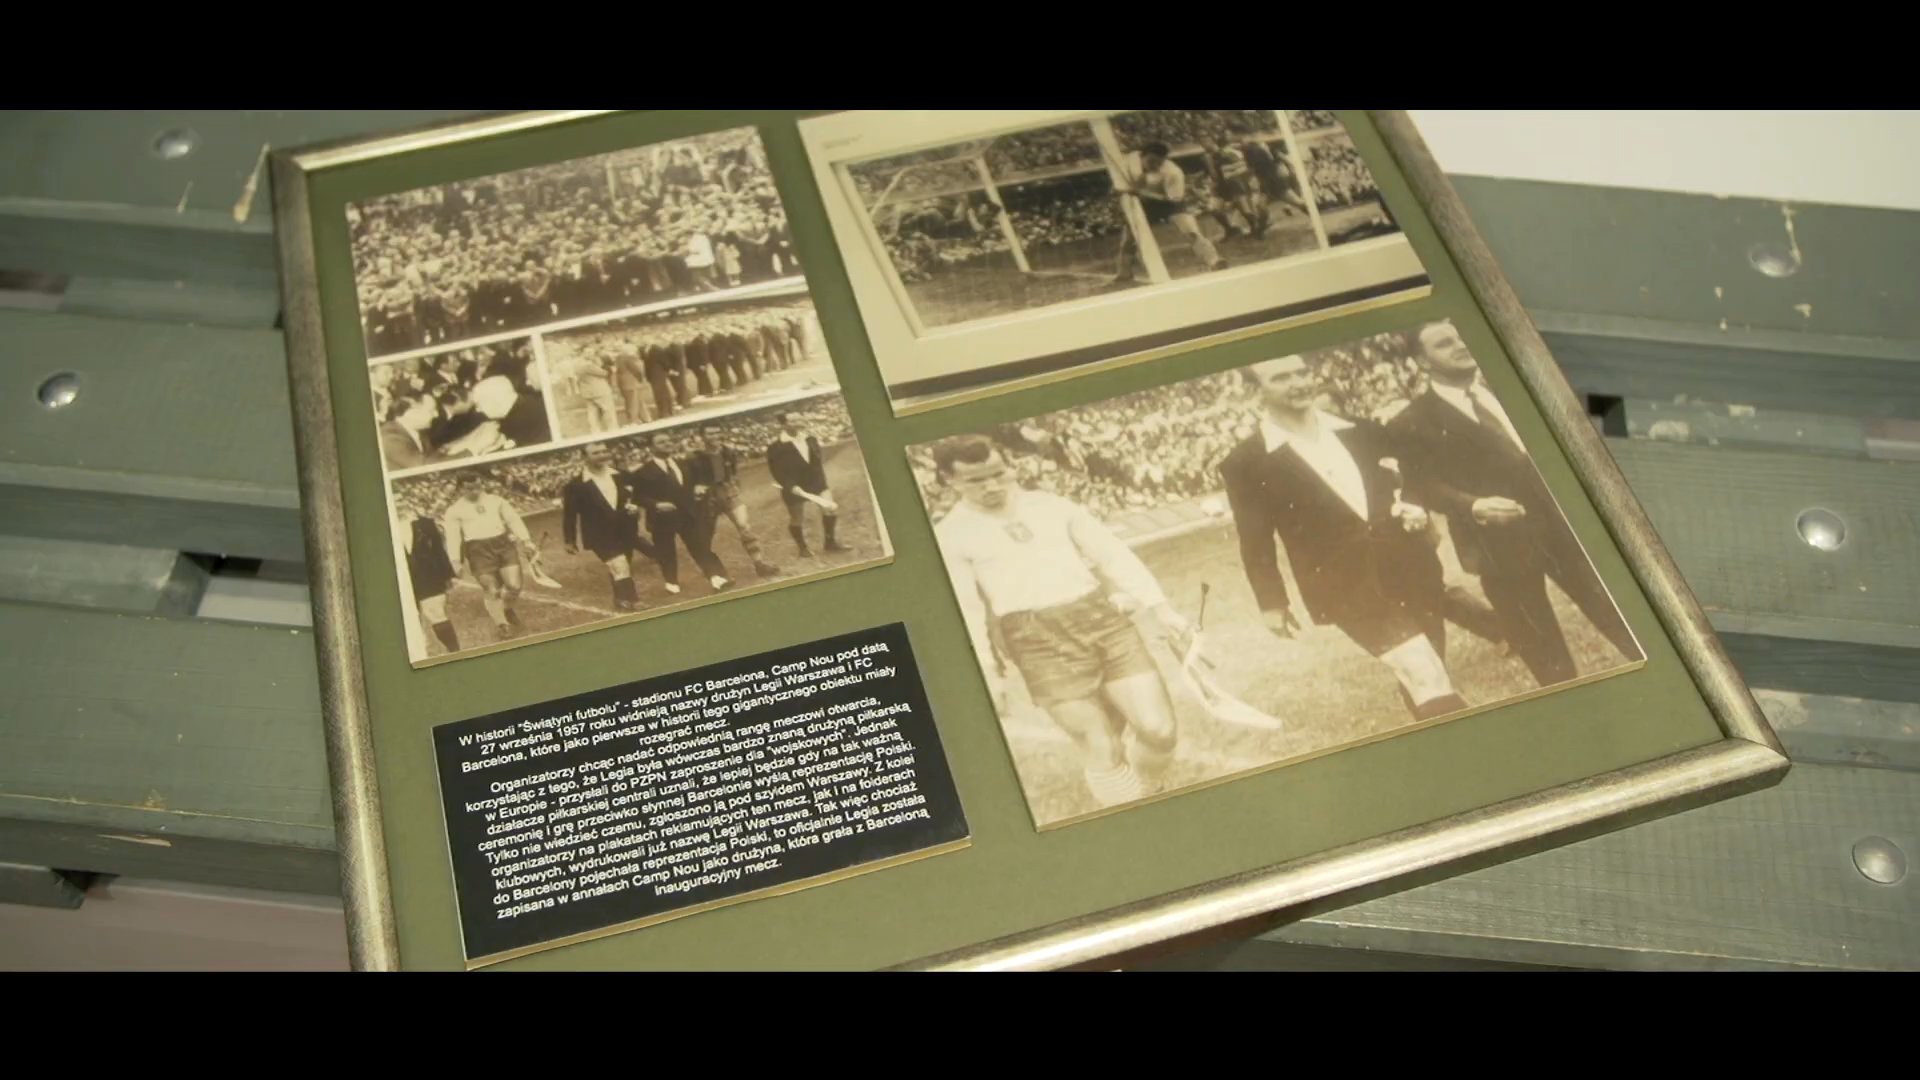 W historii "Świątyni futbolu" - stadionu FC Barcelona, Camp Nou pod datą
27 września 1957 roku widnieją nazwy drużyn Legii Warszawa i FC
Barcelona, które jako pierwsze w historii tego gigantycznego obiektu miały
rozegrać mecz.
Organizatorzy chcąc nadać odpowiednią rangę meczowi otwarcia,
korzystając z tego, że Legia była wówczas bardzo znaną drużyną piłkarską
w Europie - przysłali do PZPN zaproszenie dla "wojskowych". Jednak
działacze piłkarskiej centrali uznali, że lepiej będzie gdy na tak ważną
ceremonię i grę przeciwko słynnej Barcelonie wyślą reprezentację Polski.
Tylko nie wiedzieć czemu, zgłoszono ją pod szyldem Warszawy. Z kolei
organizatorzy na plakatach reklamujących ten mecz, jak i na folderach
klubowych, wydrukowali już nazwę Legii Warszawa. Tak więc chociaż
do Barcelony pojechała reprezentacja Polski, to oficjalnie Legia została
zapisana w annałach Camp Nou jako drużyna, która grała z Barceloną
inauguracyjny mecz.